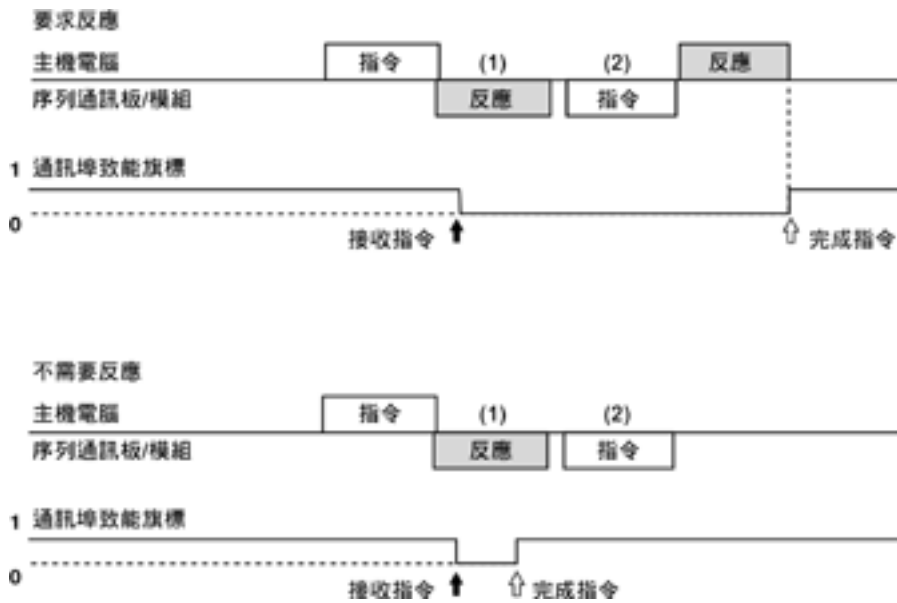 要求反應
主機電腦 指令 (1) (2) 反應
序列通訊板/模組 反應 指令
1 通訊埠致能旗標
0
接收指令 完成指令
不需要反應
主機電腦 指令 (1) (2)
序列通訊板/模組 反應 指令
1 通訊埠致能旗標
0
接收指令 完成指令